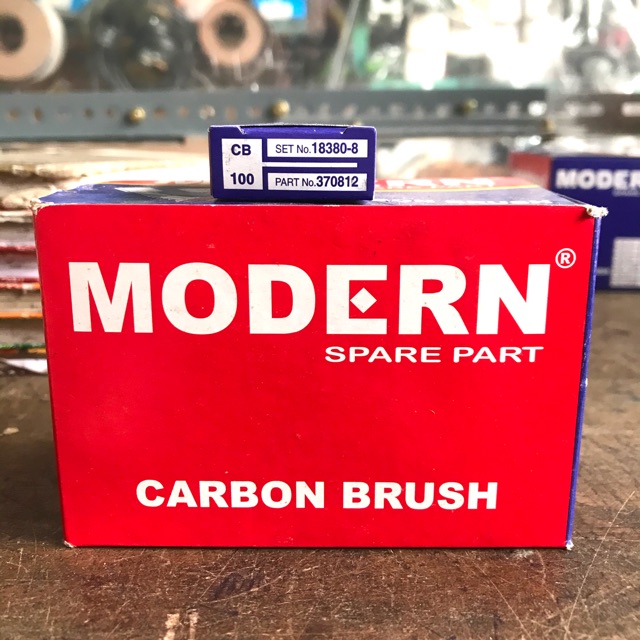 CB
SET No.18380-8
100
PART No.370812
MODERN®
SPARE PART
CARBON BRUSH
MODERN